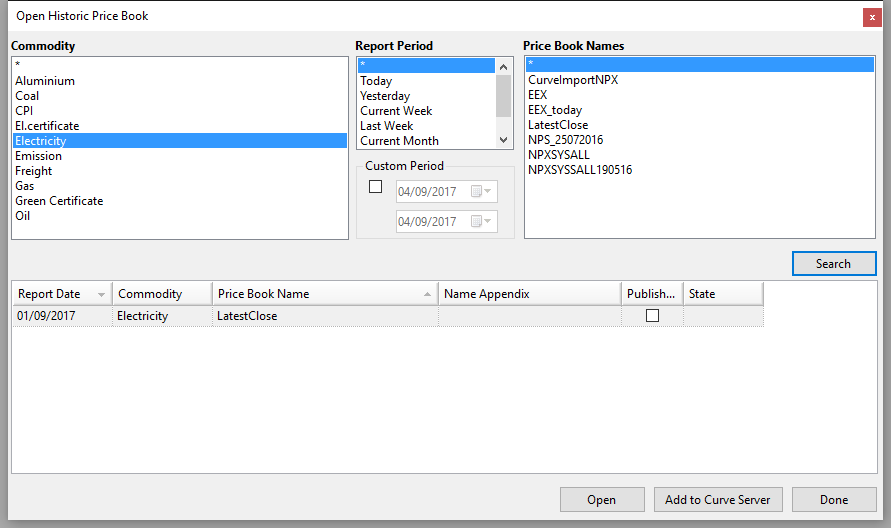 Open Historic Price Book
x
Commodity
*
Aluminium
Coal
CPI
El.certificate
Electricity
Emission
Freight
Gas
Green Certificate
Oil
Report Period
*
Today
Yesterday
Current Week
Last Week
Current Month
Custom Period
04/09/2017
04/09/2017
Price Book Names
*
CurveImportNPX
EEX
EEX_today
LatestClose
NPS_25072016
NPXSYSALL
NPXSYSSALL190516
Search
Report Date Commodity Price Book Name Name Appendix Publish... State
01/09/2017 Electricity LatestClose
Open Add to Curve Server Done